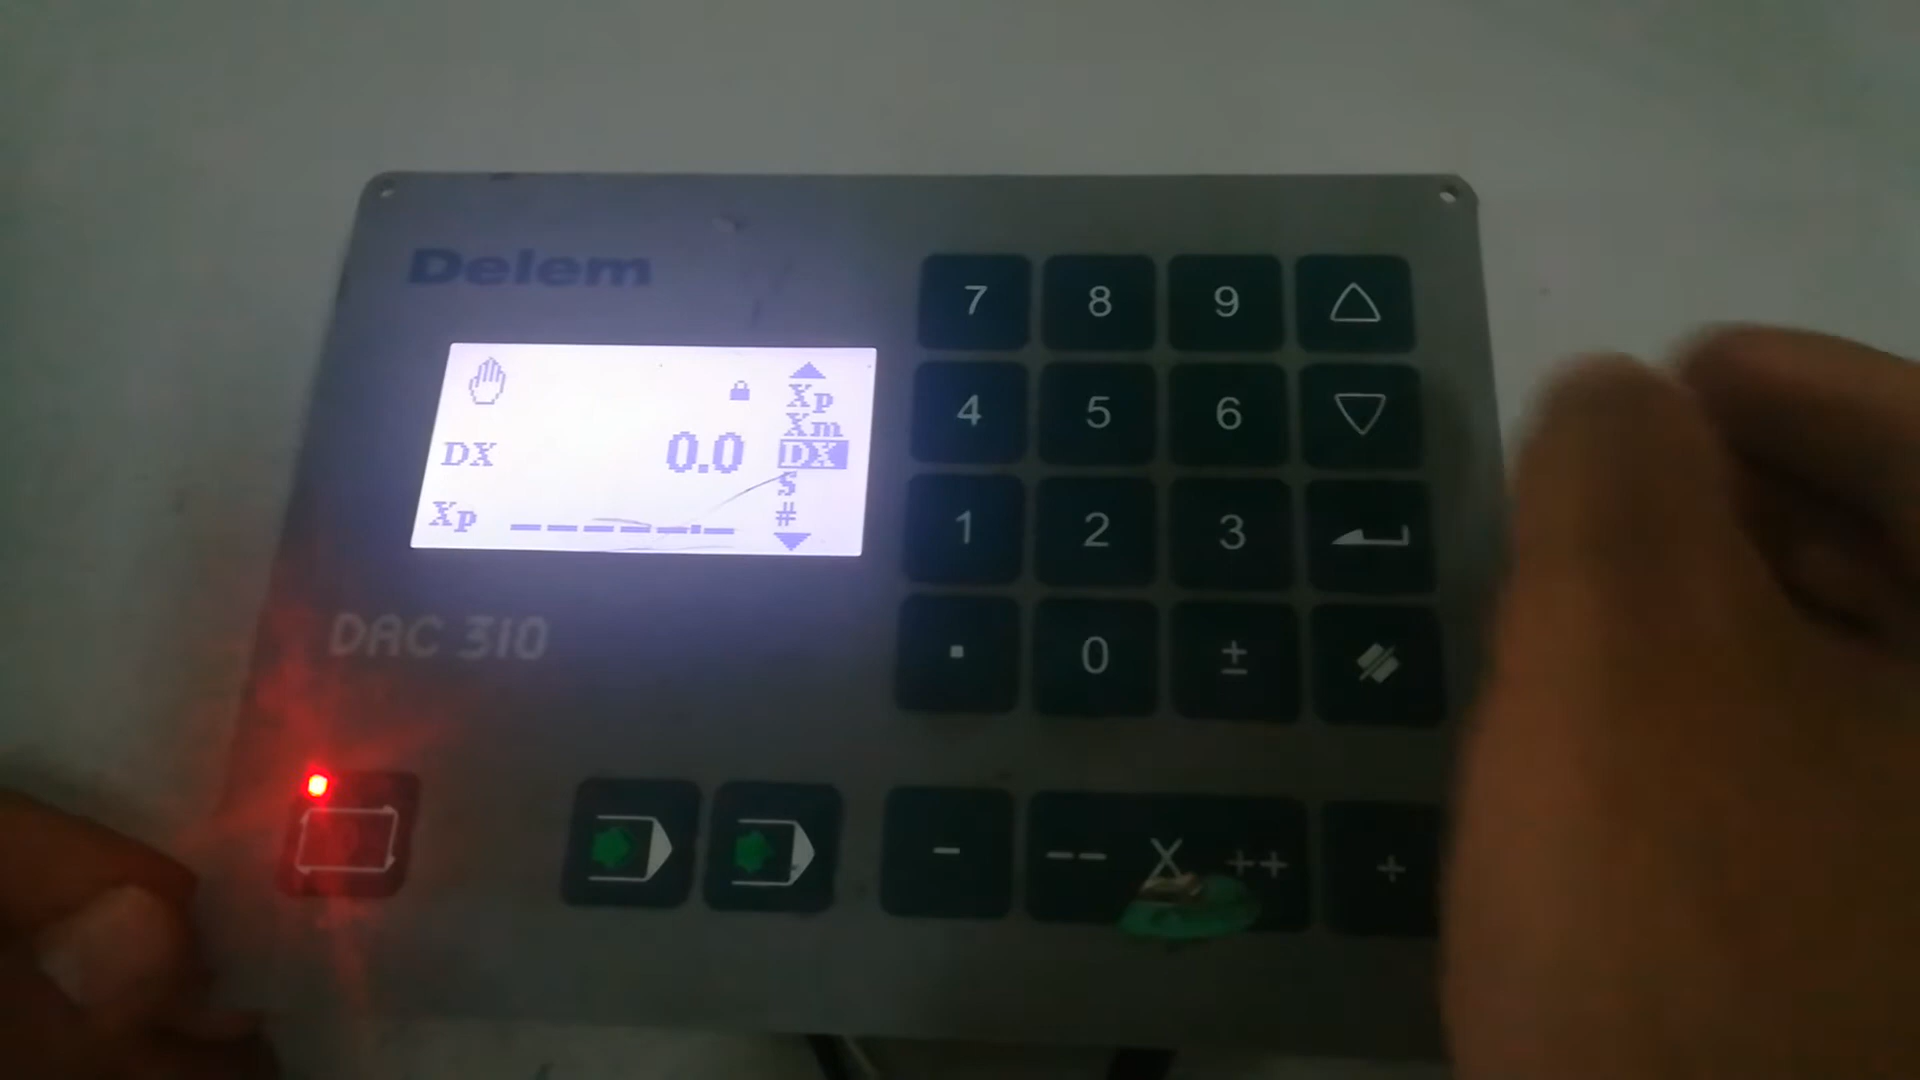 Delem
Xp
Xm
DX 0.0 DX
S
Xp #
DAC 310
7 8 9
4 5 6
1 2 3
. 0 ±
- -- X ++ +